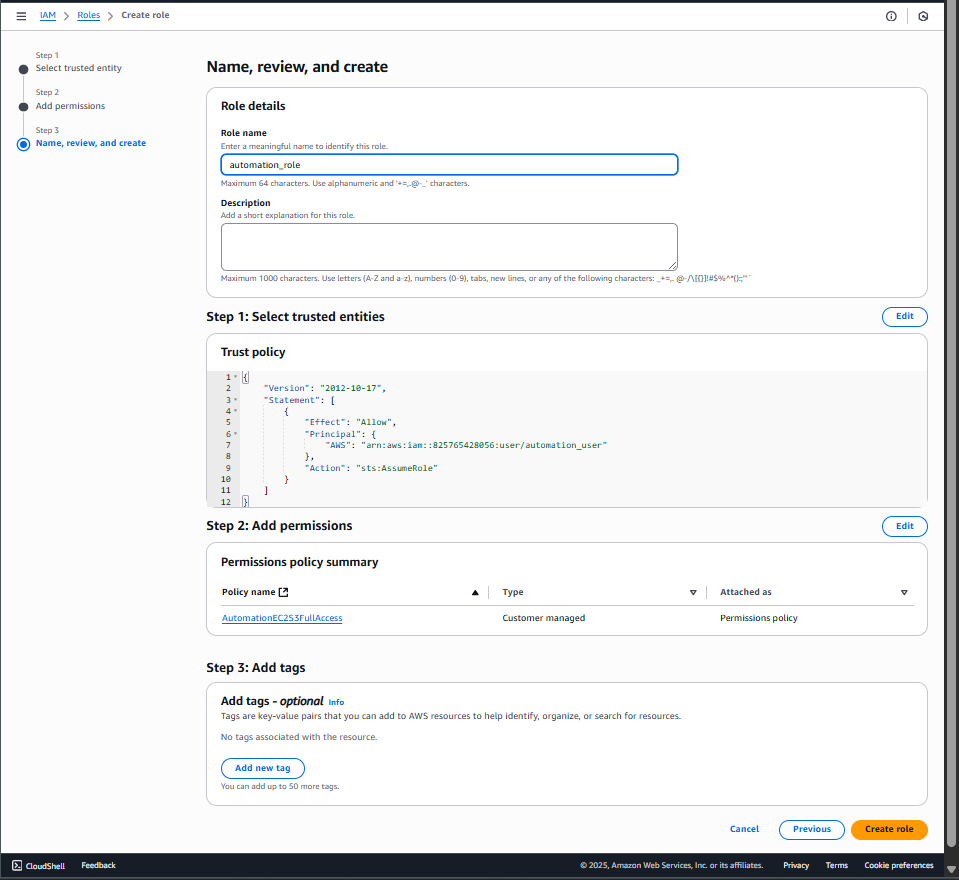 IAM > Roles > Create role
Step 1
Select trusted entity
Step 2
Add permissions
Step 3
Name, review, and create
Name, review, and create
Role details
Role name
Enter a meaningful name to identify this role.
automation_role
Maximum 64 characters. Use alphanumeric and '+=,.@-_' characters.
Description
Add a short explanation for this role.
Maximum 1000 characters. Use letters (A-Z and a-z), numbers (0-9), tabs, new lines, or any of the following characters: _+=,. @-/\[{}]!#$%^*();:'"`
Step 1: Select trusted entities
Edit
Trust policy
1 {
2 "Version": "2012-10-17",
3 "Statement": [
4 {
5 "Effect": "Allow",
6 "Principal": {
7 "AWS": "arn:aws:iam::825765428056:user/automation_user"
8 },
9 "Action": "sts:AssumeRole"
10 }
11 ]
12 }
Step 2: Add permissions
Edit
Permissions policy summary
Policy name Type Attached as
AutomationEC2S3FullAccess Customer managed Permissions policy
Step 3: Add tags
Add tags - optional Info
Tags are key-value pairs that you can add to AWS resources to help identify, organize, or search for resources.
No tags associated with the resource.
Add new tag
You can add up to 50 more tags.
Cancel Previous Create role
CloudShell Feedback © 2025, Amazon Web Services, Inc. or its affiliates. Privacy Terms Cookie preferences